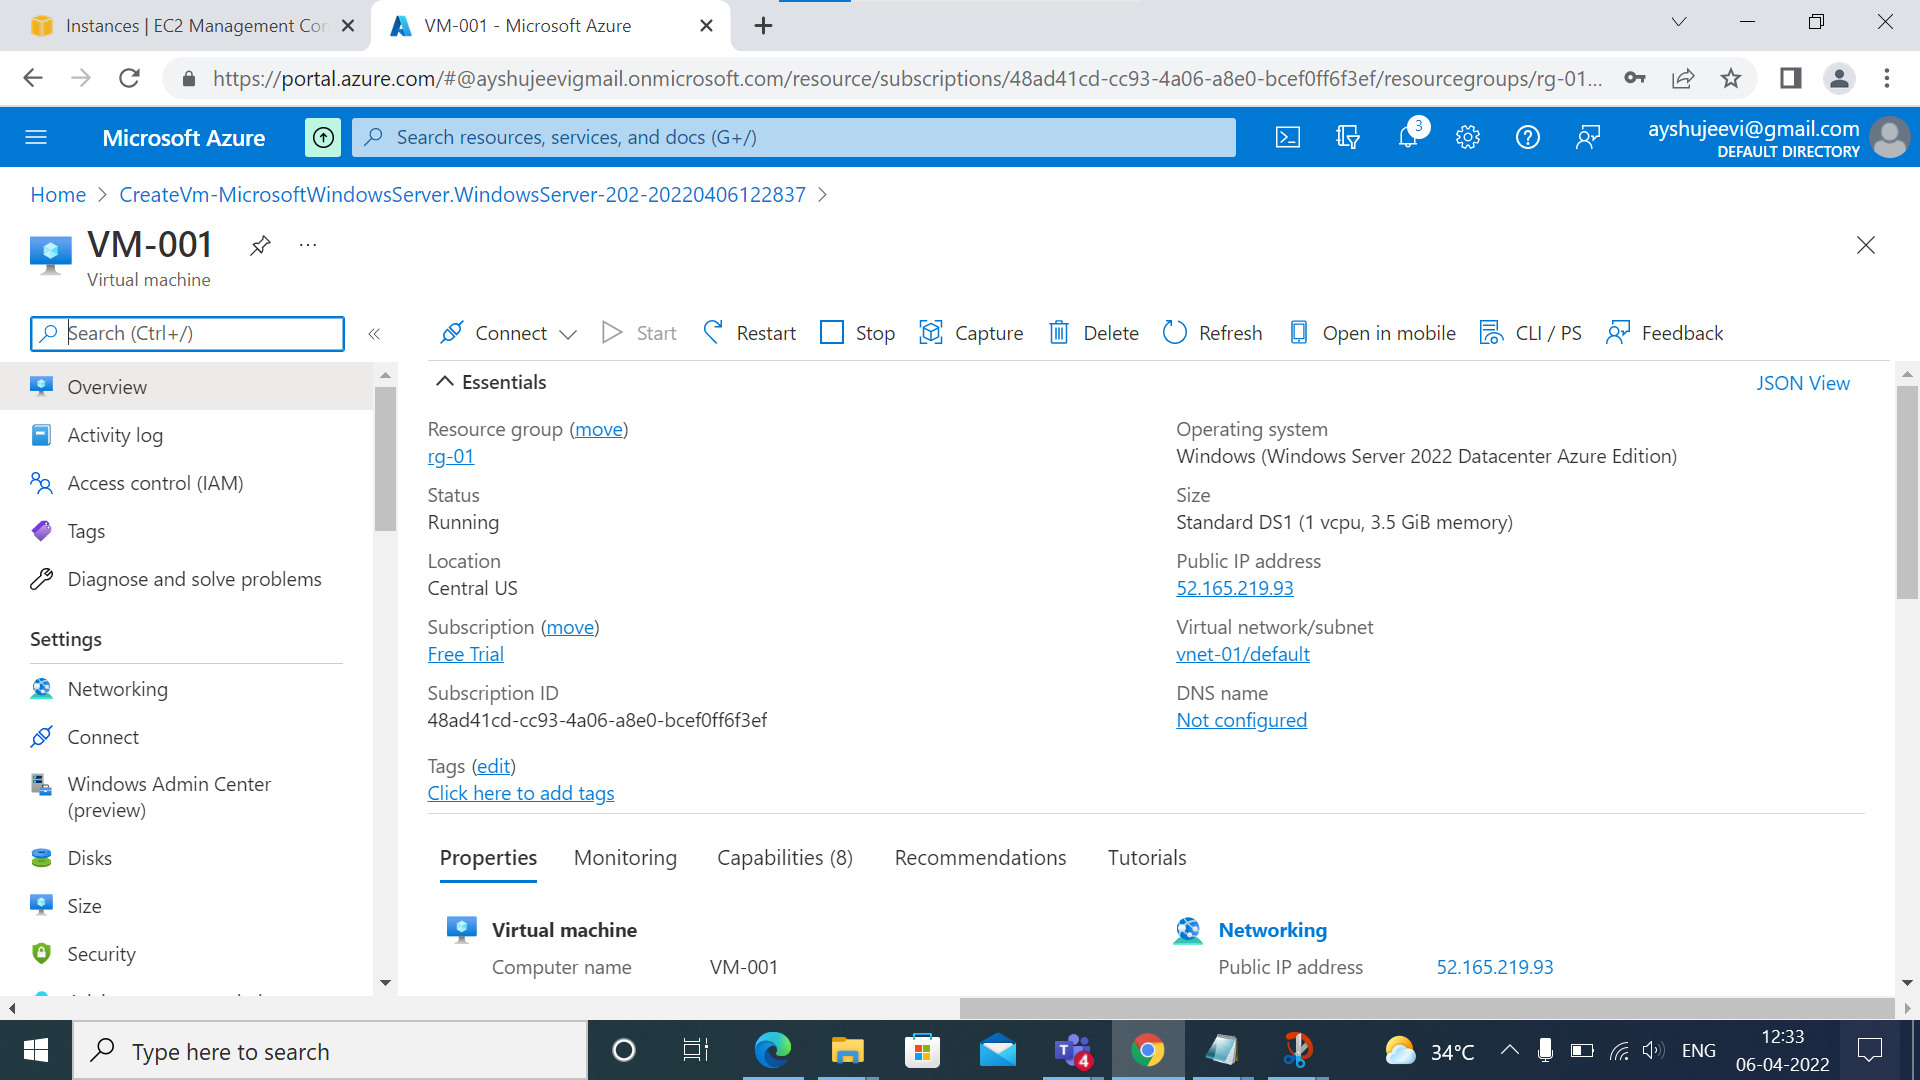 Instances | EC2 Management Con
VM-001 - Microsoft Azure
https://portal.azure.com/#@ayshujeevigmail.onmicrosoft.com/resource/subscriptions/48ad41cd-cc93-4a06-a8e0-bcef0ff6f3ef/resourcegroups/rg-01...
Microsoft Azure
Search resources, services, and docs (G+/)
3
ayshujeevi@gmail.com
DEFAULT DIRECTORY
Home > CreateVm-MicrosoftWindowsServer.WindowsServer-202-20220406122837 >
VM-001
Virtual machine
Search (Ctrl+/)
Connect
Start
Restart
Stop
Capture
Delete
Refresh
Open in mobile
CLI / PS
Feedback
Overview
Activity log
Access control (IAM)
Tags
Diagnose and solve problems
Settings
Networking
Connect
Windows Admin Center
(preview)
Disks
Size
Security
Essentials
JSON View
Resource group (move)
rg-01
Status
Running
Location
Central US
Subscription (move)
Free Trial
Subscription ID
48ad41cd-cc93-4a06-a8e0-bcef0ff6f3ef
Tags (edit)
Click here to add tags
Operating system
Windows (Windows Server 2022 Datacenter Azure Edition)
Size
Standard DS1 (1 vcpu, 3.5 GiB memory)
Public IP address
52.165.219.93
Virtual network/subnet
vnet-01/default
DNS name
Not configured
Properties
Monitoring
Capabilities (8)
Recommendations
Tutorials
Virtual machine
Computer name VM-001
Networking
Public IP address 52.165.219.93
Type here to search
4
34°C
ENG
12:33
06-04-2022